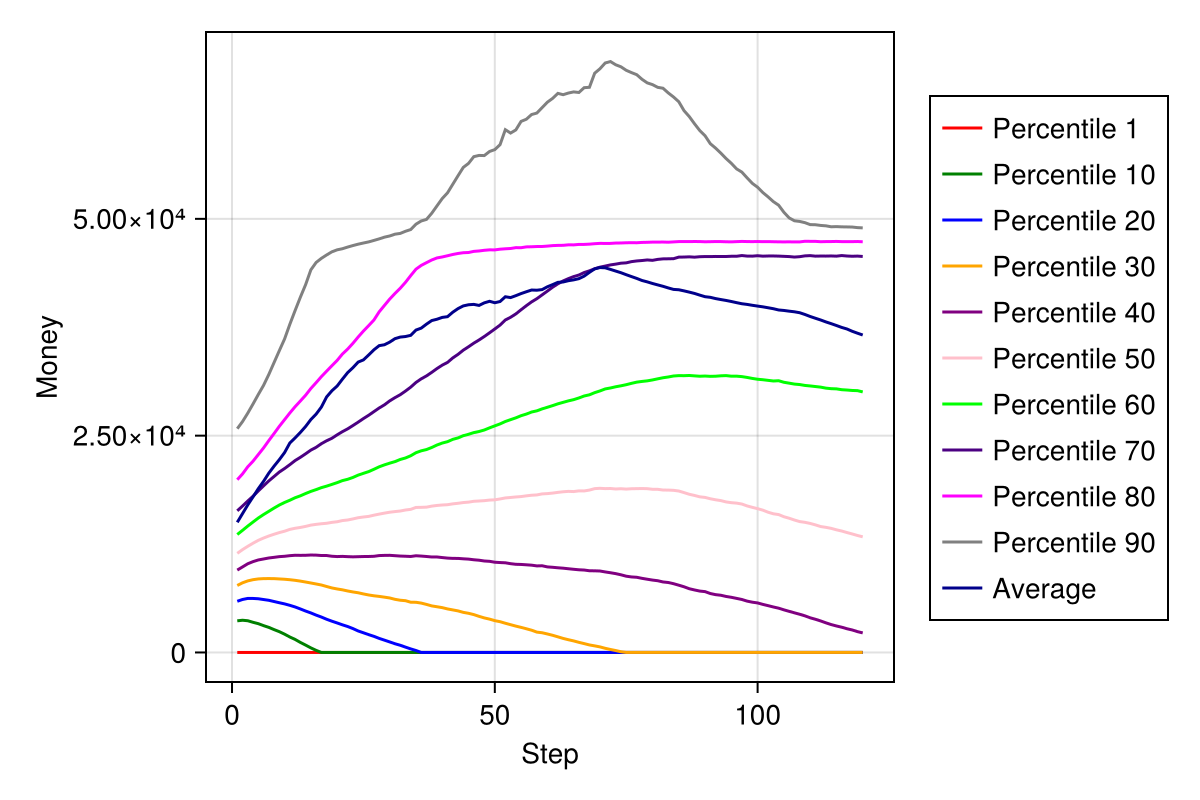 Money
5.00×10⁴
2.50×10⁴
0
0
50
100
Step
Percentile 1
Percentile 10
Percentile 20
Percentile 30
Percentile 40
Percentile 50
Percentile 60
Percentile 70
Percentile 80
Percentile 90
Average